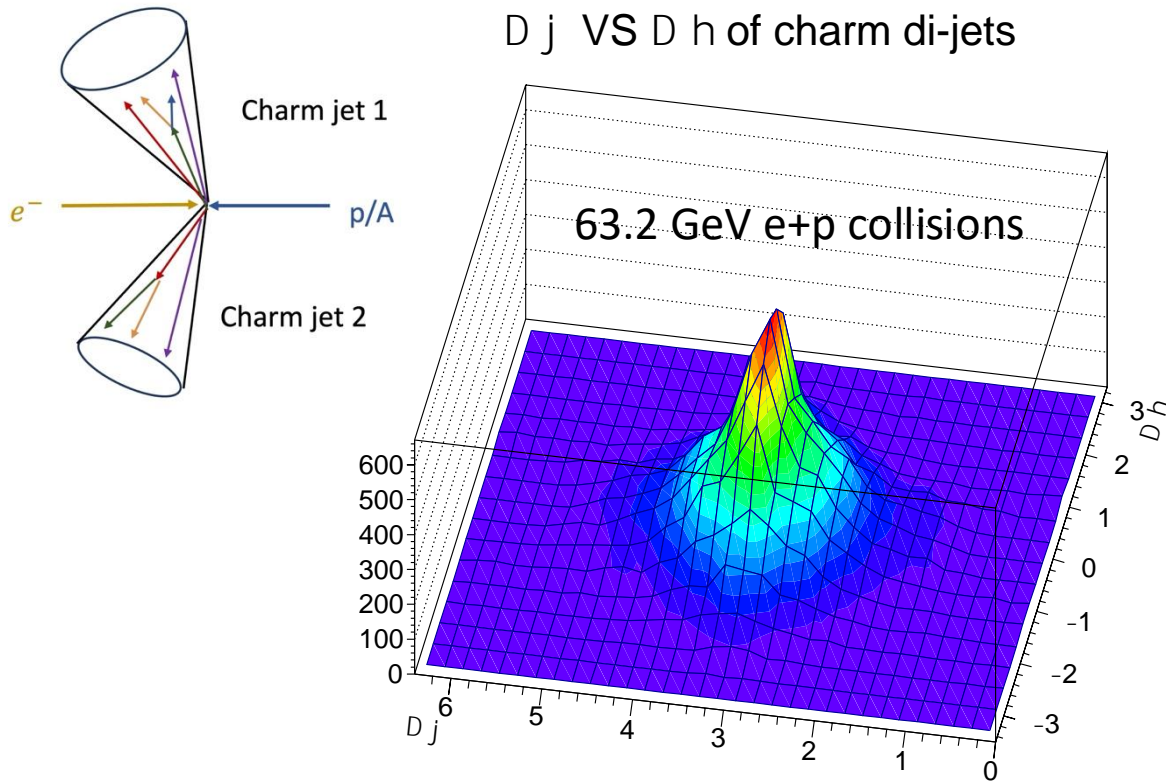 D j VS D h of charm di-jets
Charm jet 1
e⁻
p/A
63.2 GeV e+p collisions
Charm jet 2
600
500
400
300
200
100
0
6
5
4
3
2
1
0
D j
3
2
1
0
−1
−2
−3
D h